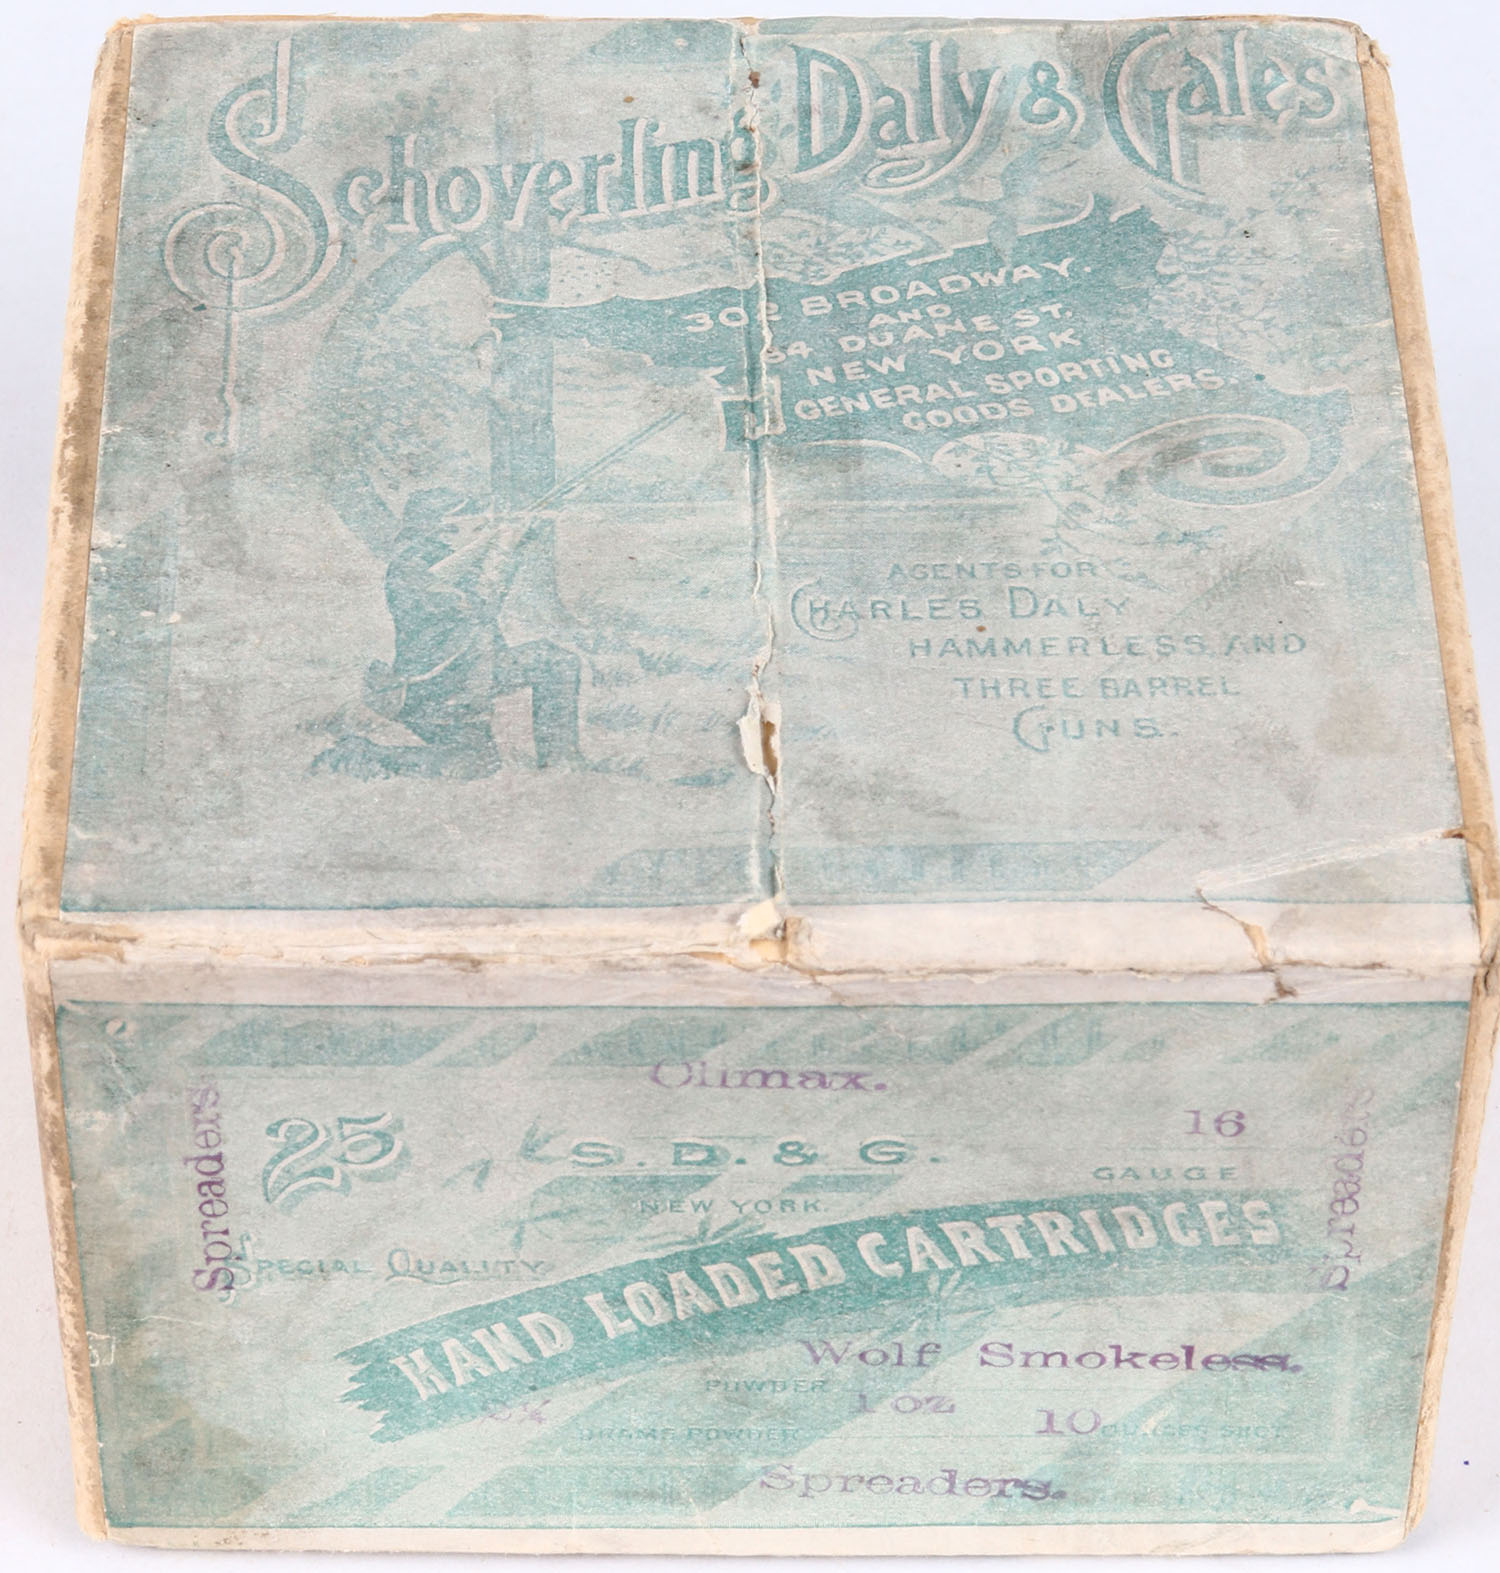 Schoverling Daly & Gales
302 BROADWAY.
AND
84 DUANE ST.
NEW YORK
GENERAL SPORTING
GOODS DEALERS.
AGENTS FOR
CHARLES DALY
HAMMERLESS AND
THREE BARREL
GUNS.
Climax.
Spreaders
25
S. D. & G.
16
GAUGE
Spreaders
NEW YORK.
SPECIAL QUALITY
HAND LOADED CARTRIDGES
Wolf Smokeless.
POWDER
1 oz 10
DRAMS POWDER OUNCES SHOT
Spreaders.